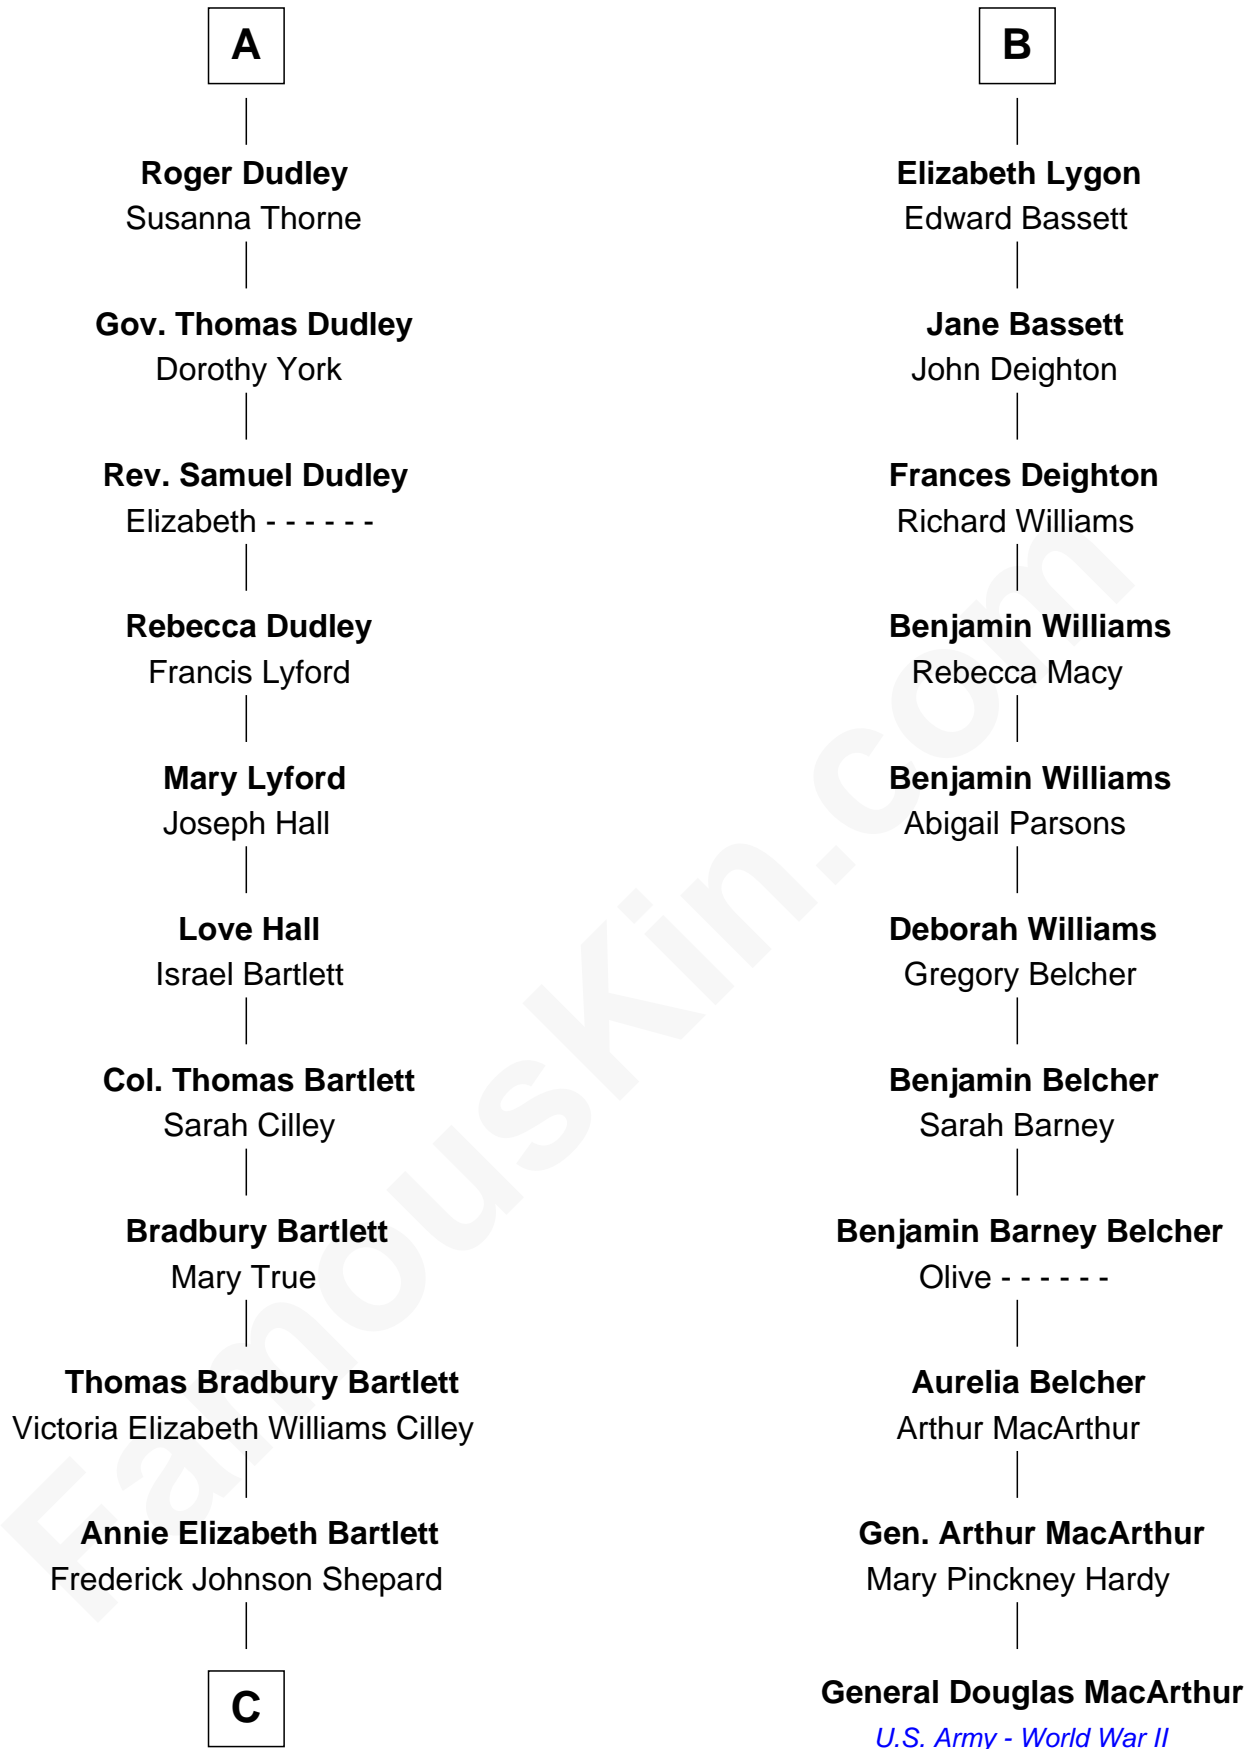 A
Roger Dudley
Susanna Thorne
Gov. Thomas Dudley
Dorothy York
Rev. Samuel Dudley
Elizabeth - - - - - -
Rebecca Dudley
Francis Lyford
Mary Lyford
Joseph Hall
Love Hall
Israel Bartlett
Col. Thomas Bartlett
Sarah Cilley
Bradbury Bartlett
Mary True
Thomas Bradbury Bartlett
Victoria Elizabeth Williams Cilley
Annie Elizabeth Bartlett
Frederick Johnson Shepard
C
B
Elizabeth Lygon
Edward Bassett
Jane Bassett
John Deighton
Frances Deighton
Richard Williams
Benjamin Williams
Rebecca Macy
Benjamin Williams
Abigail Parsons
Deborah Williams
Gregory Belcher
Benjamin Belcher
Sarah Barney
Benjamin Barney Belcher
Olive - - - - - -
Aurelia Belcher
Arthur MacArthur
Gen. Arthur MacArthur
Mary Pinckney Hardy
General Douglas MacArthur
U.S. Army - World War II
FamousKin.com